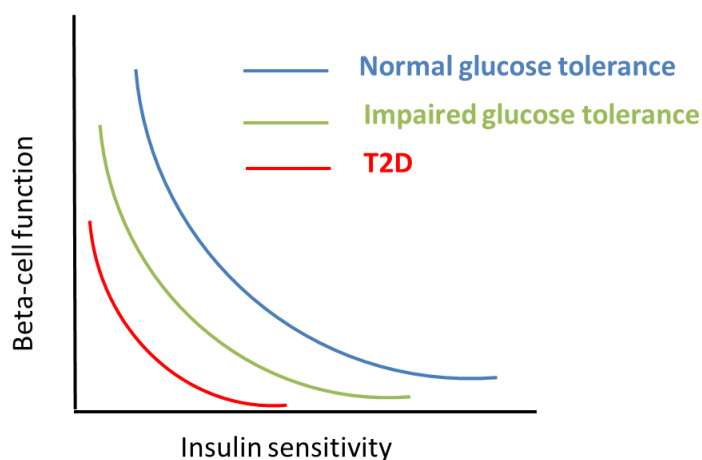 Normal glucose tolerance
Impaired glucose tolerance
T2D
Beta-cell function
Insulin sensitivity